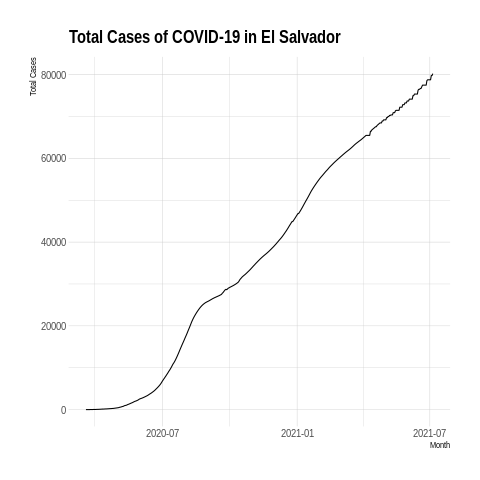 Total Cases of COVID-19 in El Salvador
Total Cases
80000
60000
40000
20000
0
2020-07
2021-01
2021-07
Month